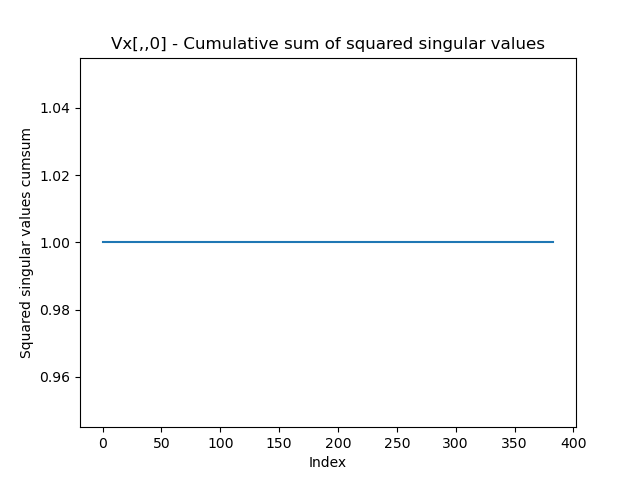 Vx[,,0] - Cumulative sum of squared singular values
Squared singular values cumsum
1.04
1.02
1.00
0.98
0.96
0 50 100 150 200 250 300 350 400
Index